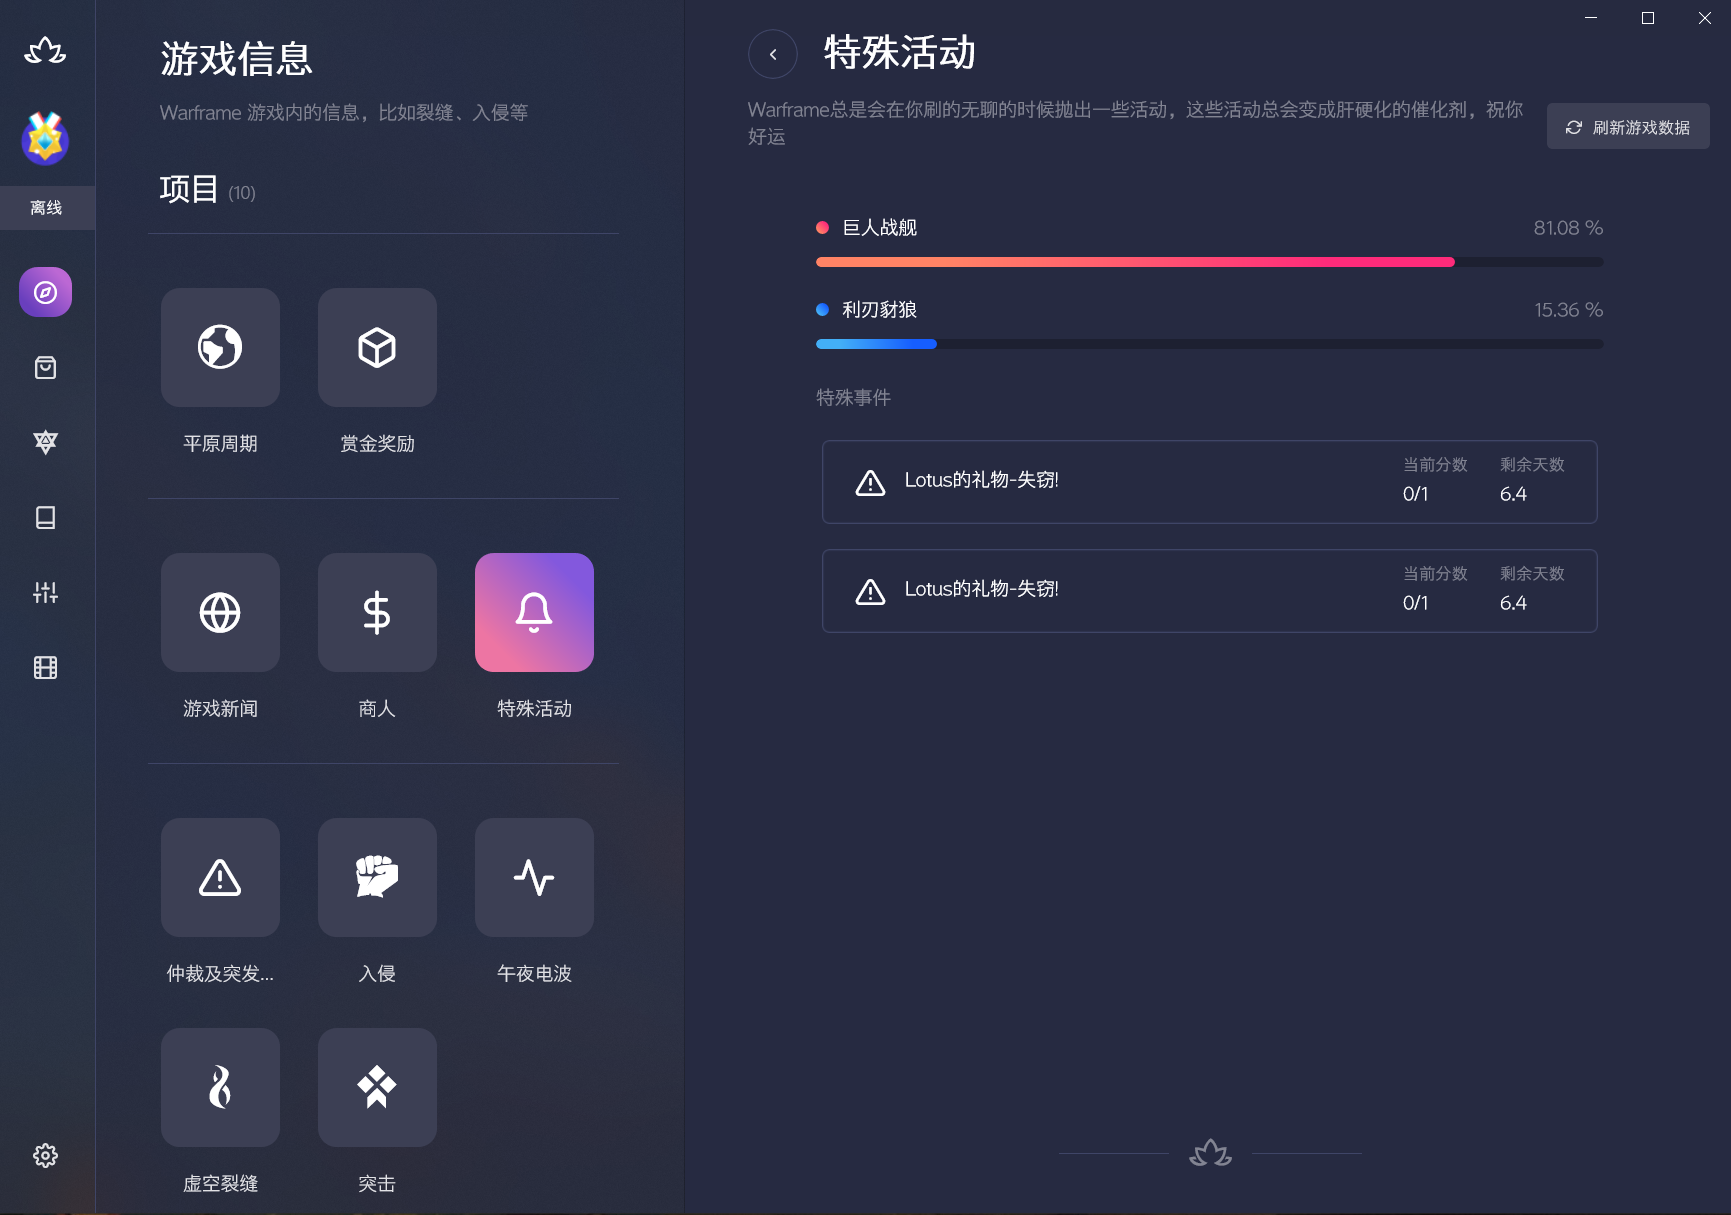 离线
游戏信息
Warframe 游戏内的信息，比如裂缝、入侵等
项目 (10)
平原周期
赏金奖励
游戏新闻
商人
特殊活动
仲裁及突发...
入侵
午夜电波
虚空裂缝
突击
特殊活动
Warframe总是会在你刷的无聊的时候抛出一些活动，这些活动总会变成肝硬化的催化剂，祝你
好运
刷新游戏数据
巨人战舰
81.08 %
利刃豺狼
15.36 %
特殊事件
Lotus的礼物-失窃!
当前分数
0/1
剩余天数
6.4
Lotus的礼物-失窃!
当前分数
0/1
剩余天数
6.4